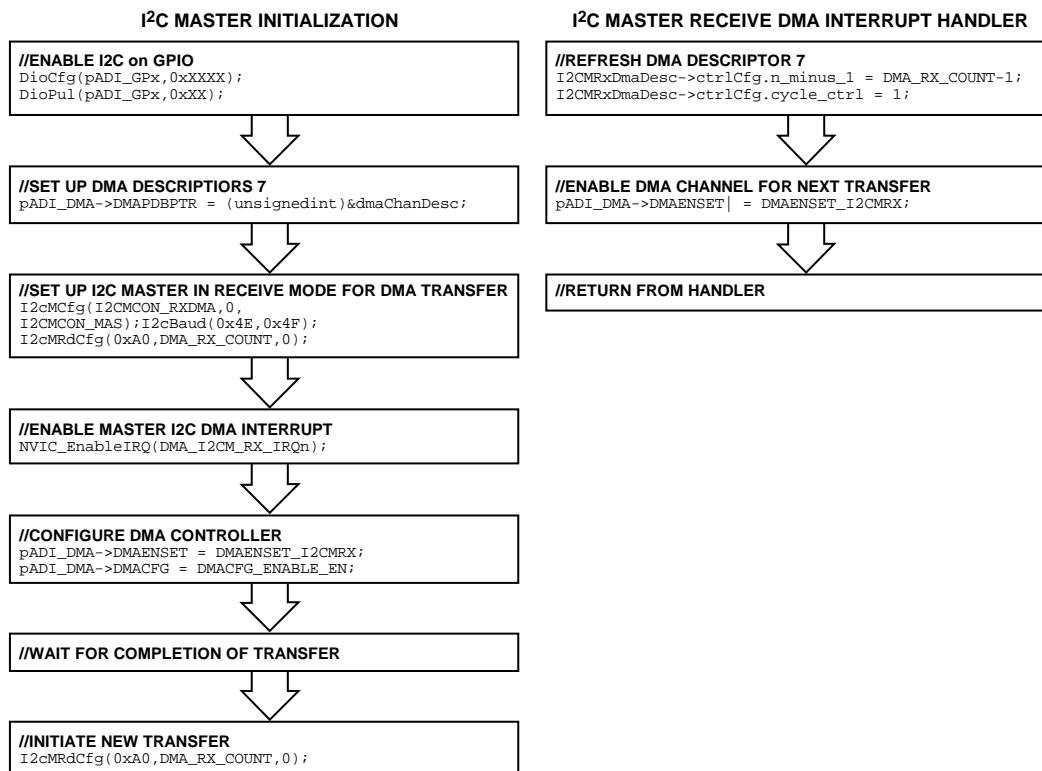 I2C MASTER INITIALIZATION
//ENABLE I2C on GPIO
DioCfg(pADI_GPx,0xXXXX);
DioPul(pADI_GPx,0xXX);
//SET UP DMA DESCRIPTIORS 7
pADI_DMA->DMAPDBPTR = (unsignedint)&dmaChanDesc;
//SET UP I2C MASTER IN RECEIVE MODE FOR DMA TRANSFER
I2cMCfg(I2CMCON_RXDMA,0,
I2CMCON_MAS);I2cBaud(0x4E,0x4F);
I2cMRdCfg(0xA0,DMA_RX_COUNT,0);
//ENABLE MASTER I2C DMA INTERRUPT
NVIC_EnableIRQ(DMA_I2CM_RX_IRQn);
//CONFIGURE DMA CONTROLLER
pADI_DMA->DMAENSET = DMAENSET_I2CMRX;
pADI_DMA->DMACFG = DMACFG_ENABLE_EN;
//WAIT FOR COMPLETION OF TRANSFER
//INITIATE NEW TRANSFER
I2cMRdCfg(0xA0,DMA_RX_COUNT,0);
I2C MASTER RECEIVE DMA INTERRUPT HANDLER
//REFRESH DMA DESCRIPTOR 7
I2CMRxDmaDesc->ctrlCfg.n_minus_1 = DMA_RX_COUNT-1;
I2CMRxDmaDesc->ctrlCfg.cycle_ctrl = 1;
//ENABLE DMA CHANNEL FOR NEXT TRANSFER
pADI_DMA->DMAENSET| = DMAENSET_I2CMRX;
//RETURN FROM HANDLER